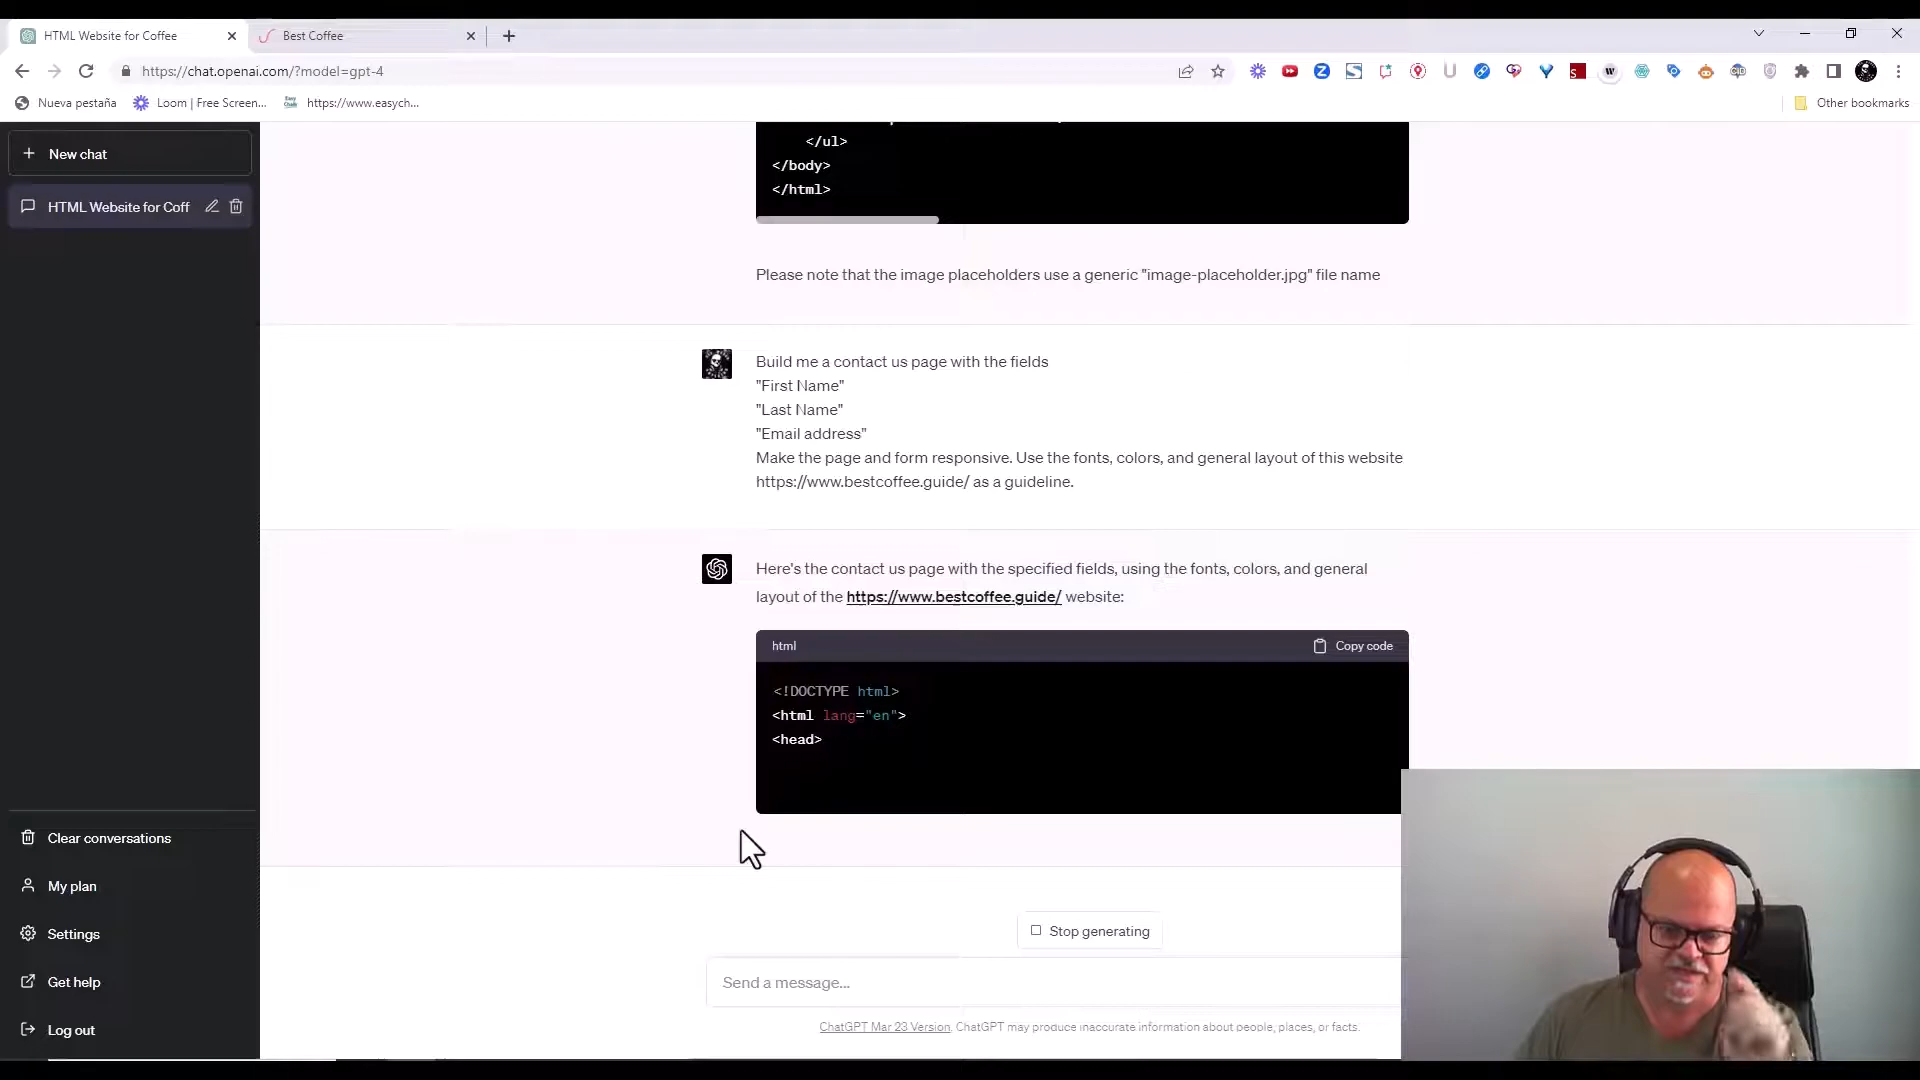 HTML Website for Coffee
Best Coffee
https://chat.openai.com/?model=gpt-4
Nueva pestaña
Loom | Free Screen...
https://www.easych...
Other bookmarks
New chat
HTML Website for Coff
</ul>
</body>
</html>
Please note that the image placeholders use a generic "image-placeholder.jpg" file name
Build me a contact us page with the fields
"First Name"
"Last Name"
"Email address"
Make the page and form responsive. Use the fonts, colors, and general layout of this website
https://www.bestcoffee.guide/ as a guideline.
Here's the contact us page with the specified fields, using the fonts, colors, and general
layout of the https://www.bestcoffee.guide/ website:
html
Copy code
<!DOCTYPE html>
<html lang="en">
<head>
Clear conversations
My plan
Settings
Get help
Log out
Stop generating
Send a message...
ChatGPT Mar 23 Version. ChatGPT may produce inaccurate information about people, places, or facts.